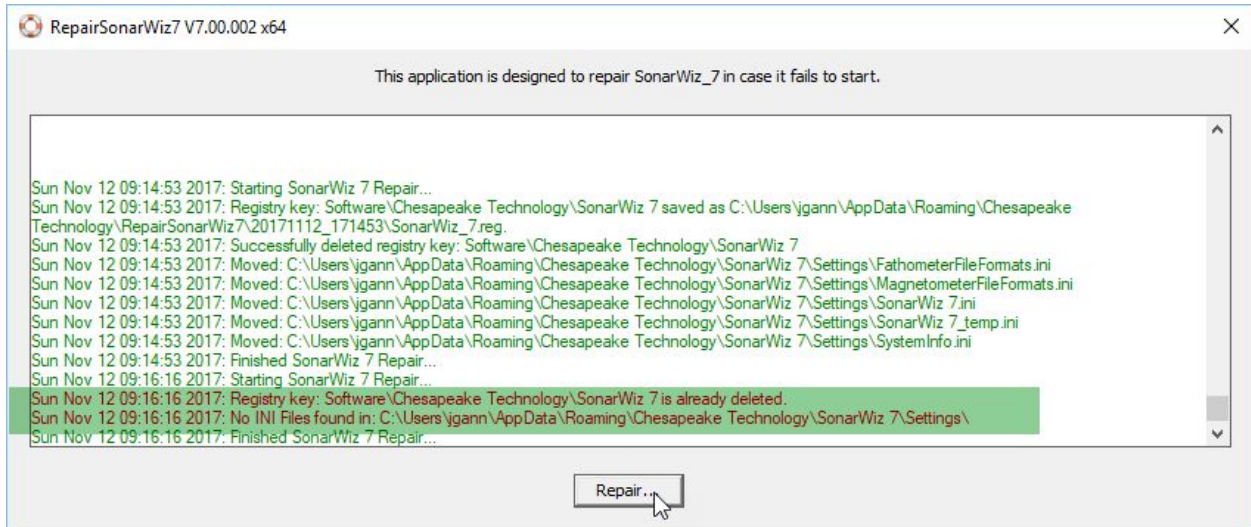 RepairSonarWiz7 V7.00.002 x64
This application is designed to repair SonarWiz_7 in case it fails to start.
Sun Nov 12 09:14:53 2017: Starting SonarWiz 7 Repair...
Sun Nov 12 09:14:53 2017: Registry key: Software\Chesapeake Technology\SonarWiz 7 saved as C:\Users\jgann\AppData\Roaming\Chesapeake
Technology\RepairSonarWiz7\20171112_171453\SonarWiz_7.reg.
Sun Nov 12 09:14:53 2017: Successfully deleted registry key: Software\Chesapeake Technology\SonarWiz 7
Sun Nov 12 09:14:53 2017: Moved: C:\Users\jgann\AppData\Roaming\Chesapeake Technology\SonarWiz 7\Settings\FathometerFileFormats.ini
Sun Nov 12 09:14:53 2017: Moved: C:\Users\jgann\AppData\Roaming\Chesapeake Technology\SonarWiz 7\Settings\MagnetometerFileFormats.ini
Sun Nov 12 09:14:53 2017: Moved: C:\Users\jgann\AppData\Roaming\Chesapeake Technology\SonarWiz 7\Settings\SonarWiz 7.ini
Sun Nov 12 09:14:53 2017: Moved: C:\Users\jgann\AppData\Roaming\Chesapeake Technology\SonarWiz 7\Settings\SonarWiz 7_temp.ini
Sun Nov 12 09:14:53 2017: Moved: C:\Users\jgann\AppData\Roaming\Chesapeake Technology\SonarWiz 7\Settings\SystemInfo.ini
Sun Nov 12 09:14:53 2017: Finished SonarWiz 7 Repair...
Sun Nov 12 09:16:16 2017: Starting SonarWiz 7 Repair...
Sun Nov 12 09:16:16 2017: Registry key: Software\Chesapeake Technology\SonarWiz 7 is already deleted.
Sun Nov 12 09:16:16 2017: No INI Files found in: C:\Users\jgann\AppData\Roaming\Chesapeake Technology\SonarWiz 7\Settings\
Sun Nov 12 09:16:16 2017: Finished SonarWiz 7 Repair...
Repair...